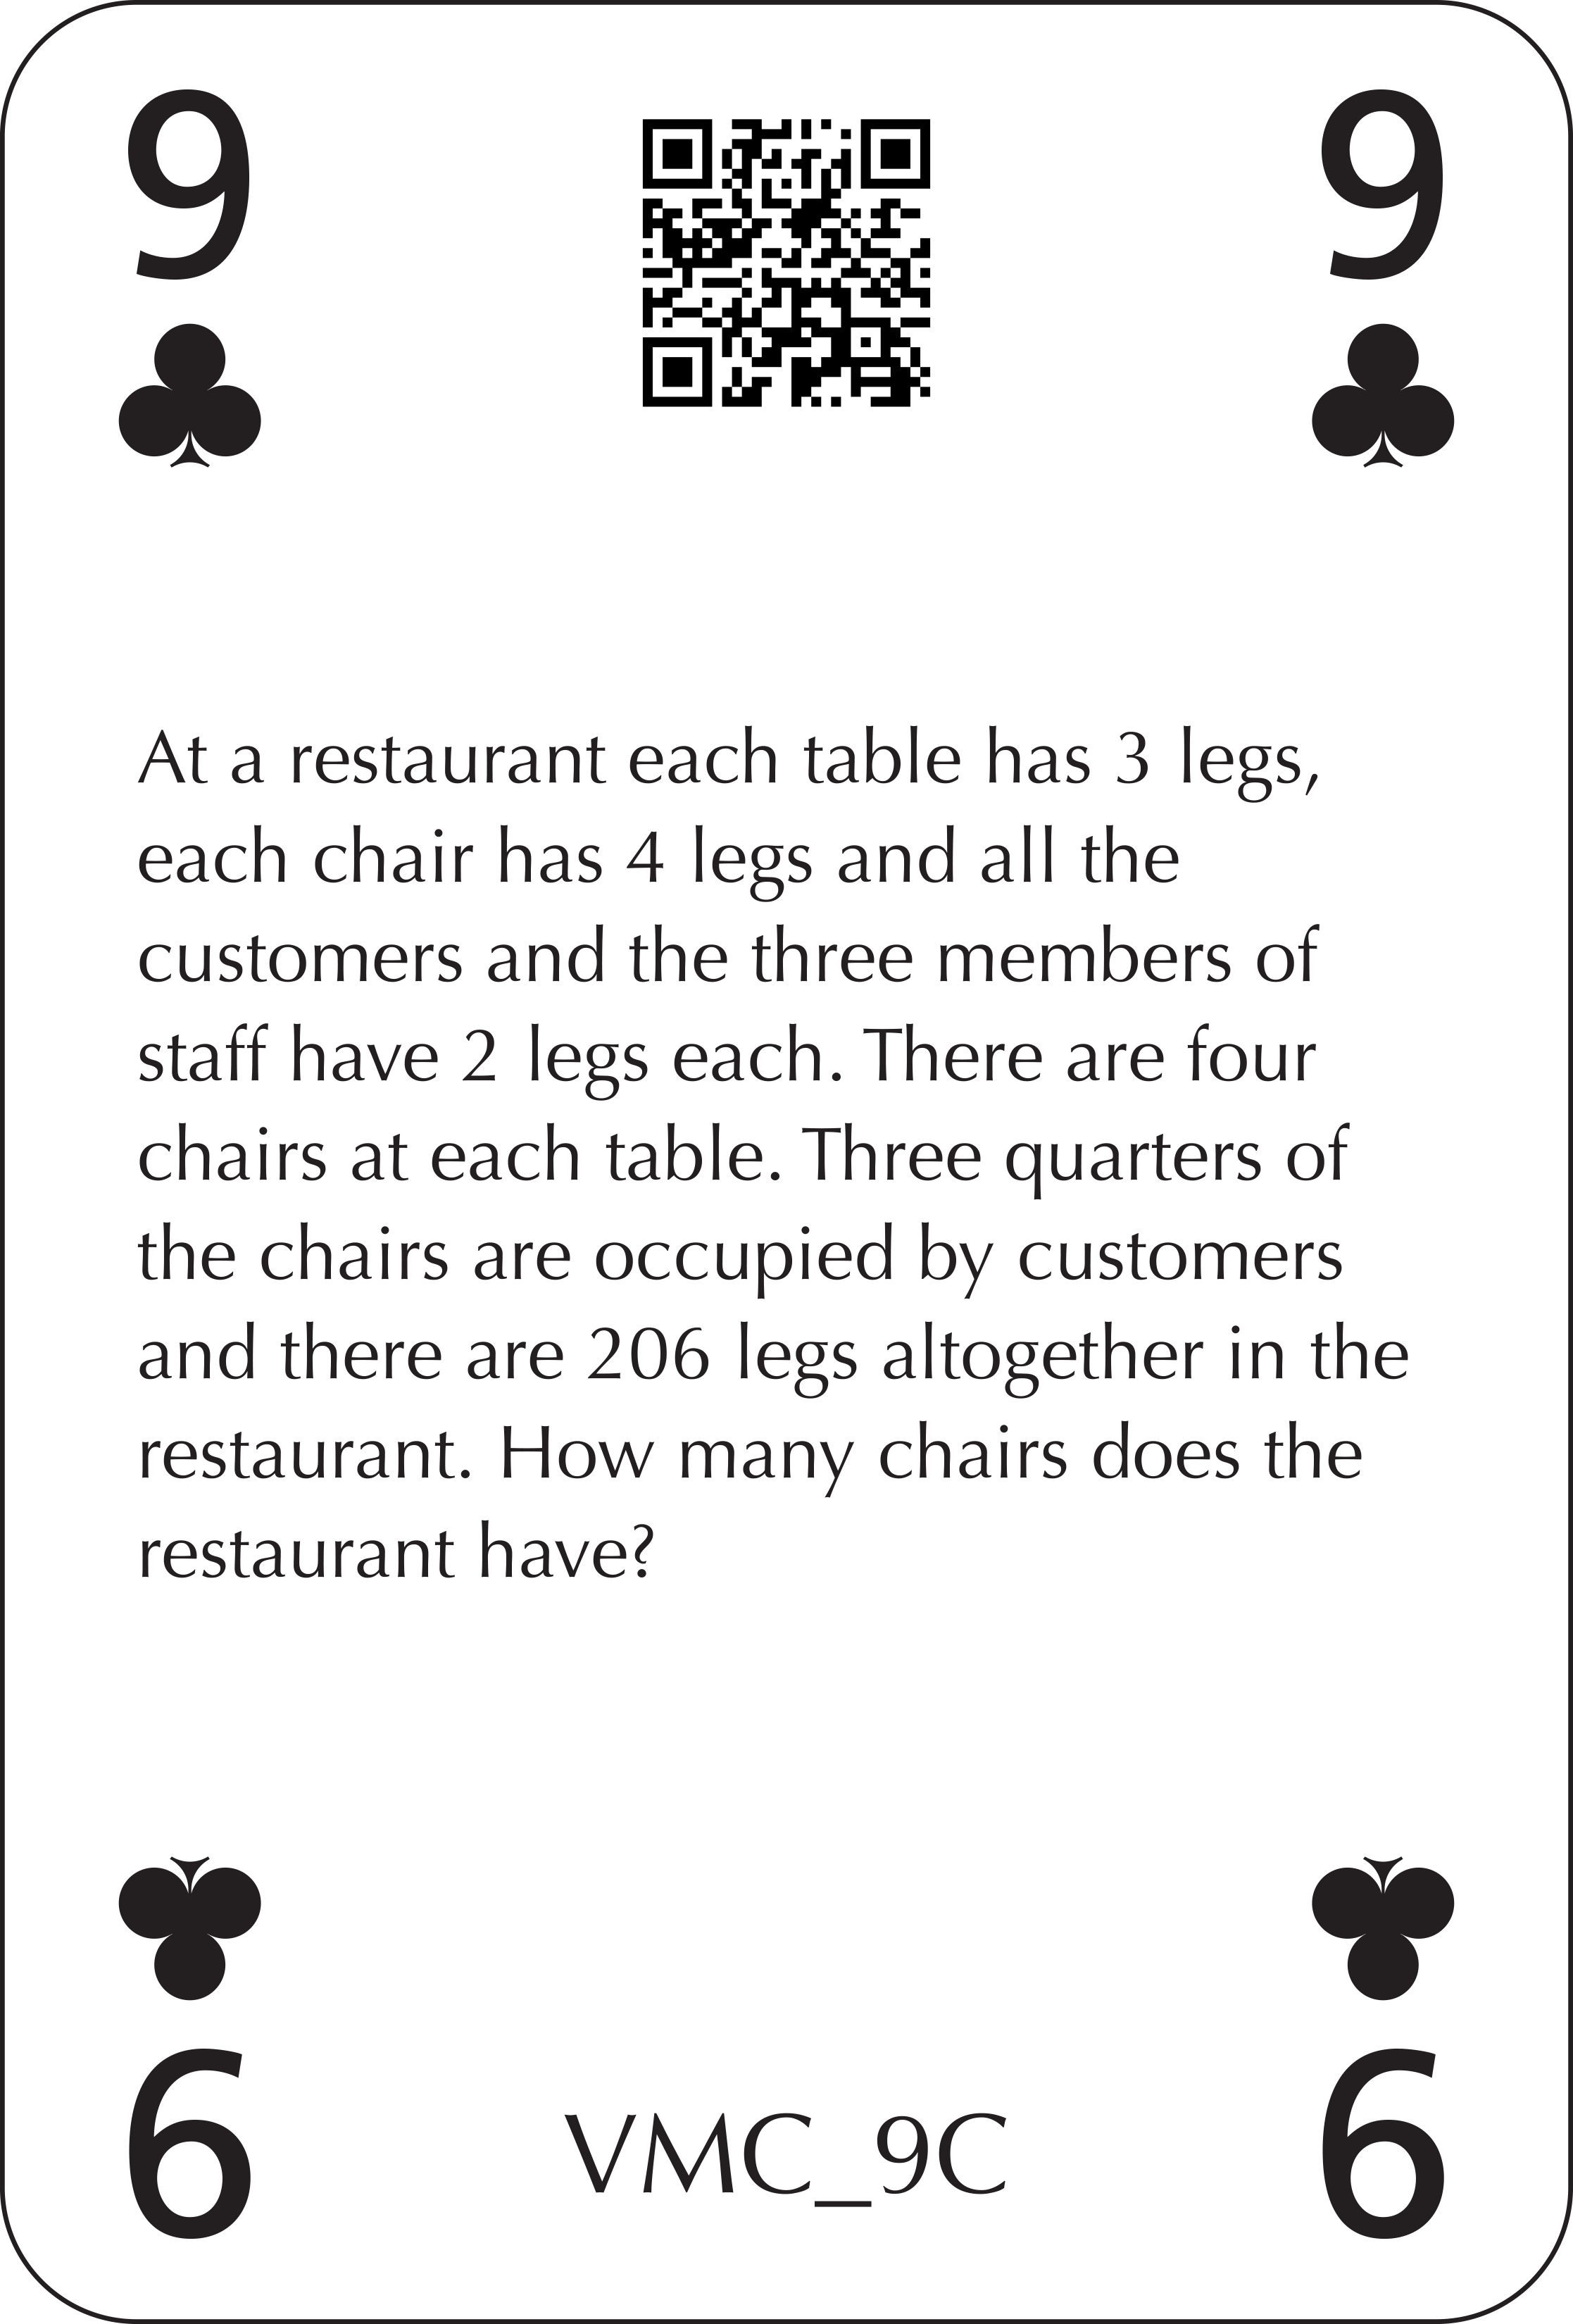 9 9
At a restaurant each table has 3 legs,
each chair has 4 legs and all the
customers and the three members of
staff have 2 legs each. There are four
chairs at each table. Three quarters of
the chairs are occupied by customers
and there are 206 legs altogether in the
restaurant. How many chairs does the
restaurant have?
9 VMC_9C 9